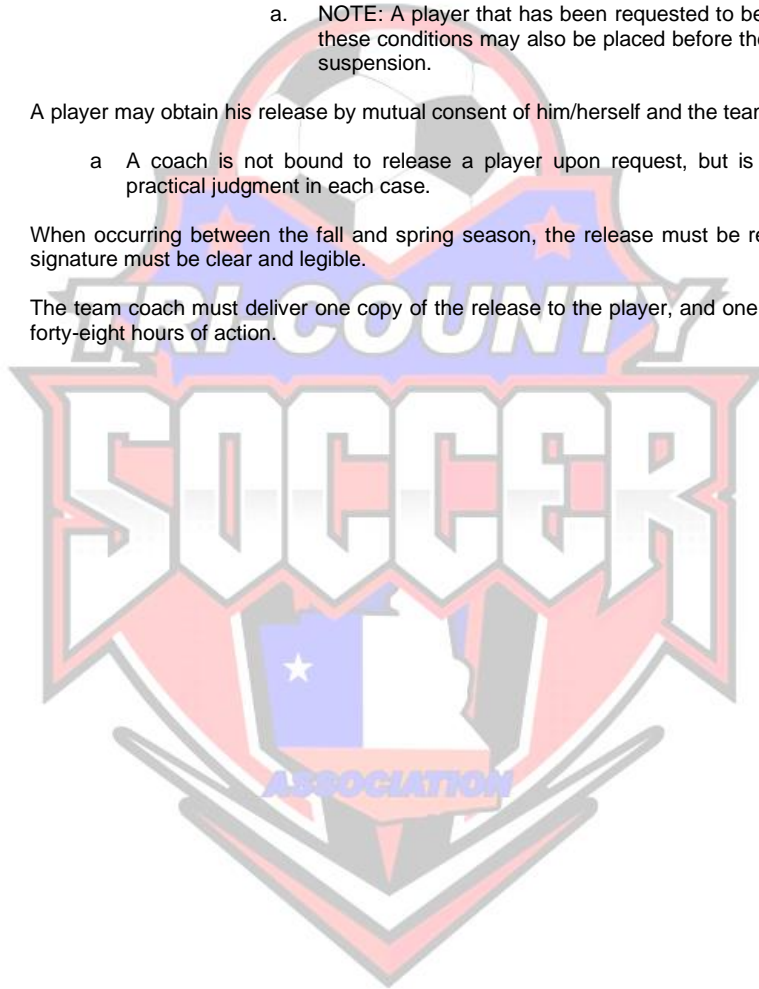 a. NOTE: A player that has been requested to be
these conditions may also be placed before the
suspension.
A player may obtain his release by mutual consent of him/herself and the team
a A coach is not bound to release a player upon request, but is
practical judgment in each case.
When occurring between the fall and spring season, the release must be re
signature must be clear and legible.
The team coach must deliver one copy of the release to the player, and one
forty-eight hours of action.
TRI-COUNTY
SOCCER
ASSOCIATION